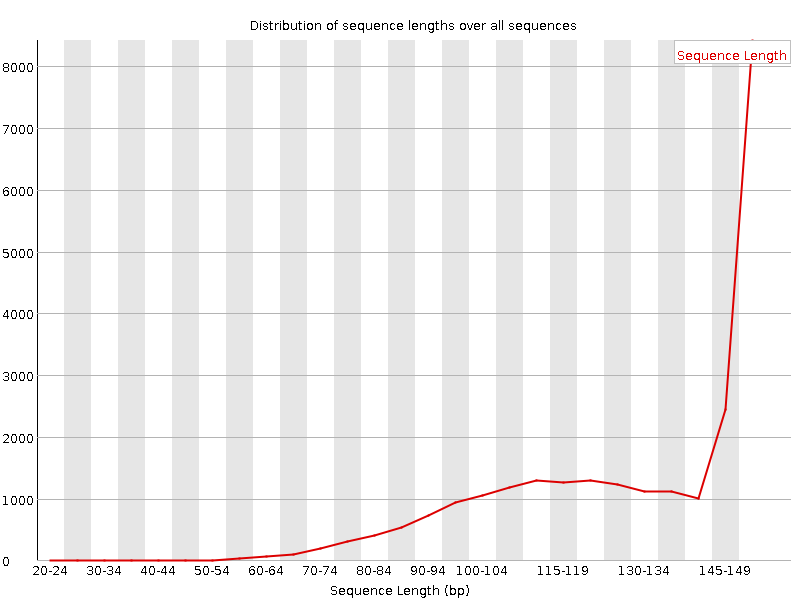 Distribution of sequence lengths over all sequences
Sequence Length
8000
7000
6000
5000
4000
3000
2000
1000
0
20-24 30-34 40-44 50-54 60-64 70-74 80-84 90-94 100-104 115-119 130-134 145-149
Sequence Length (bp)